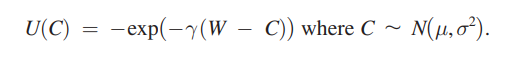 U(C) = −exp(−γ(W − C)) where C ~ N(μ,σ²).